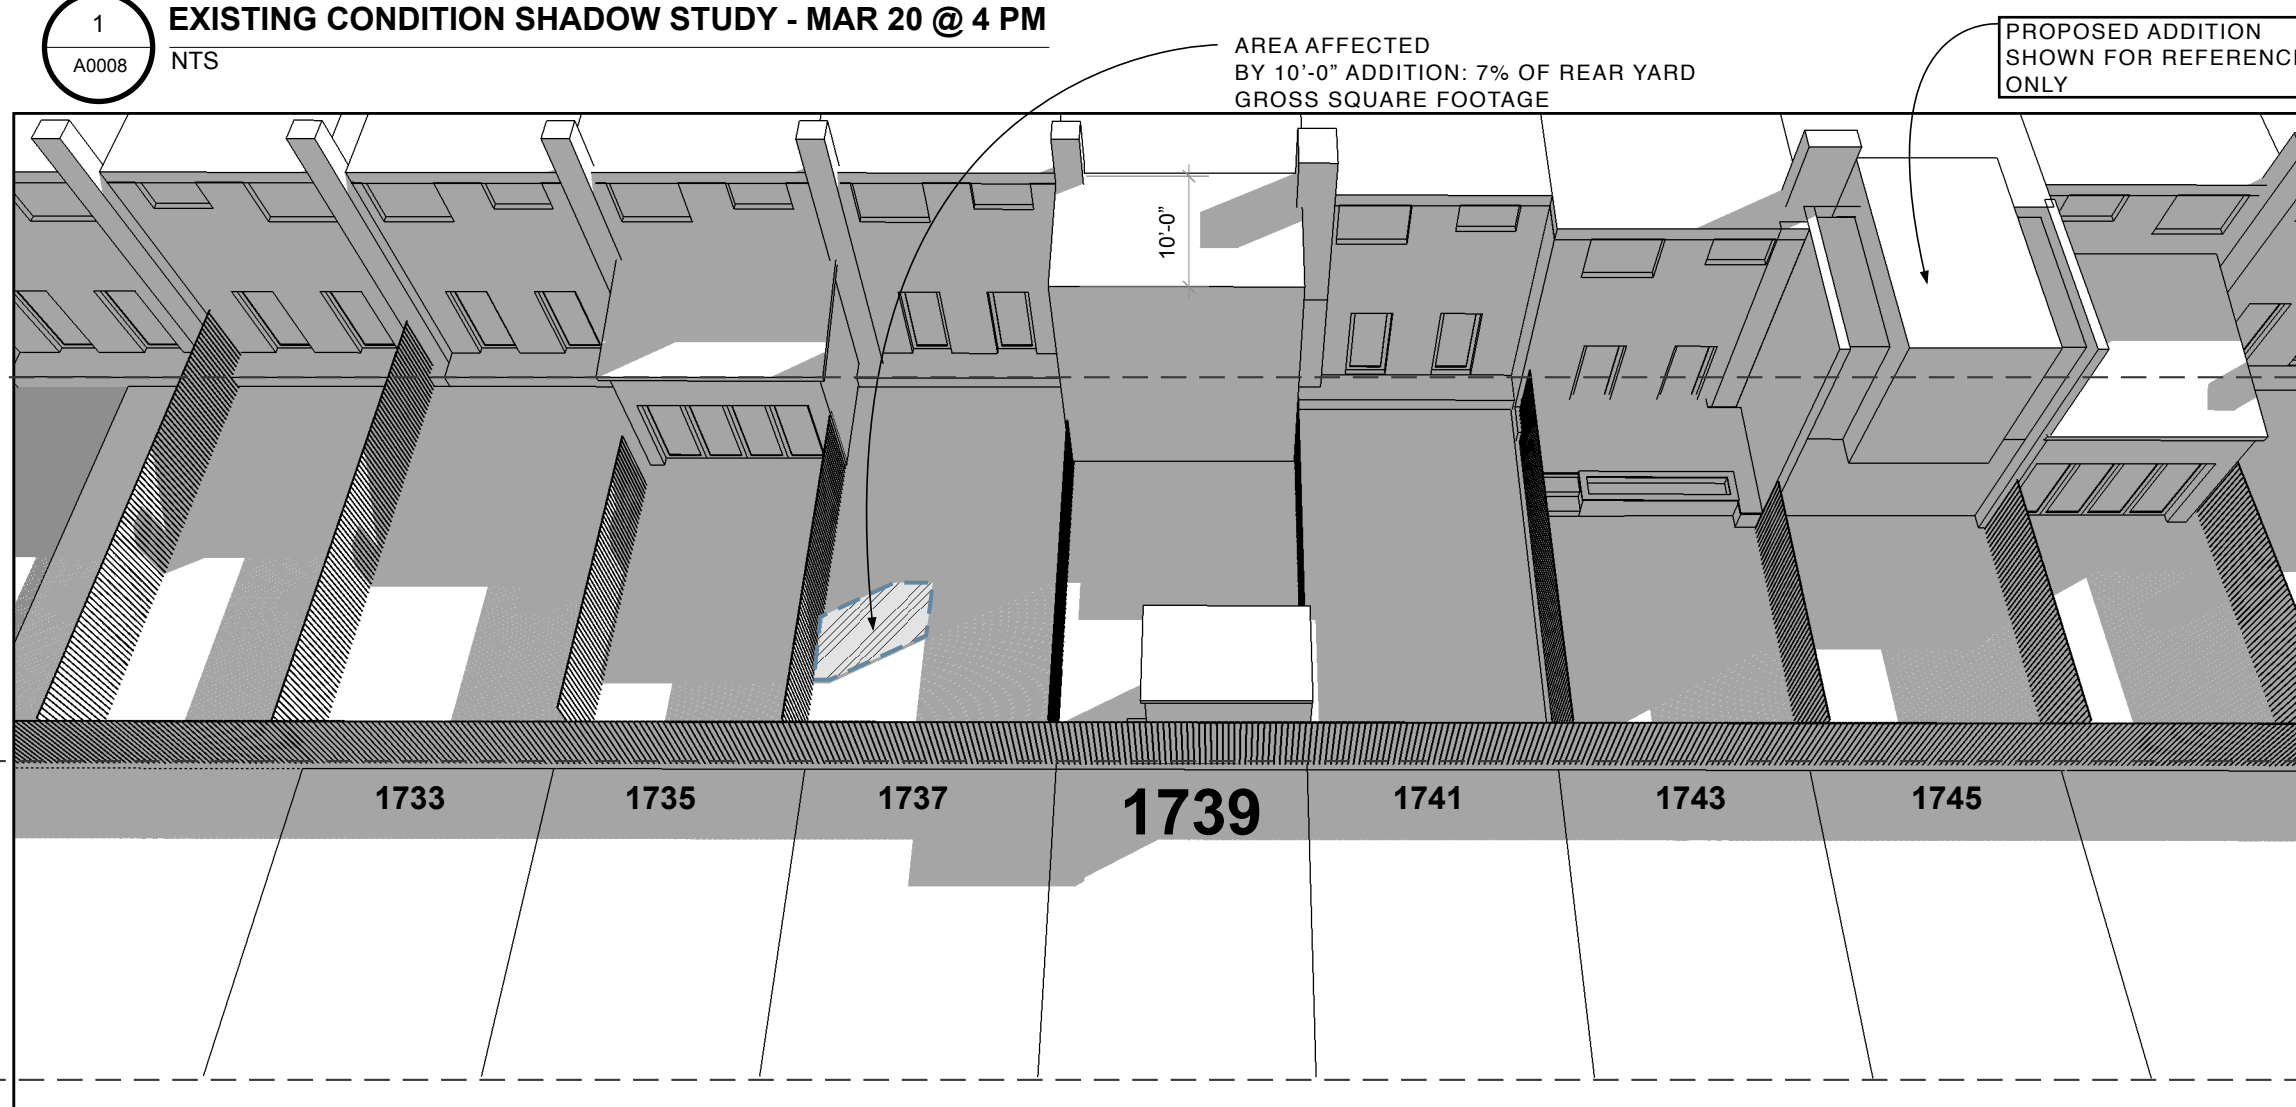 1
A0008
EXISTING CONDITION SHADOW STUDY - MAR 20 @ 4 PM
NTS
AREA AFFECTED
BY 10'-0” ADDITION: 7% OF REAR YARD
GROSS SQUARE FOOTAGE
PROPOSED ADDITION
SHOWN FOR REFERENCE
ONLY
10'-0”
1733
1735
1737
1739
1741
1743
1745